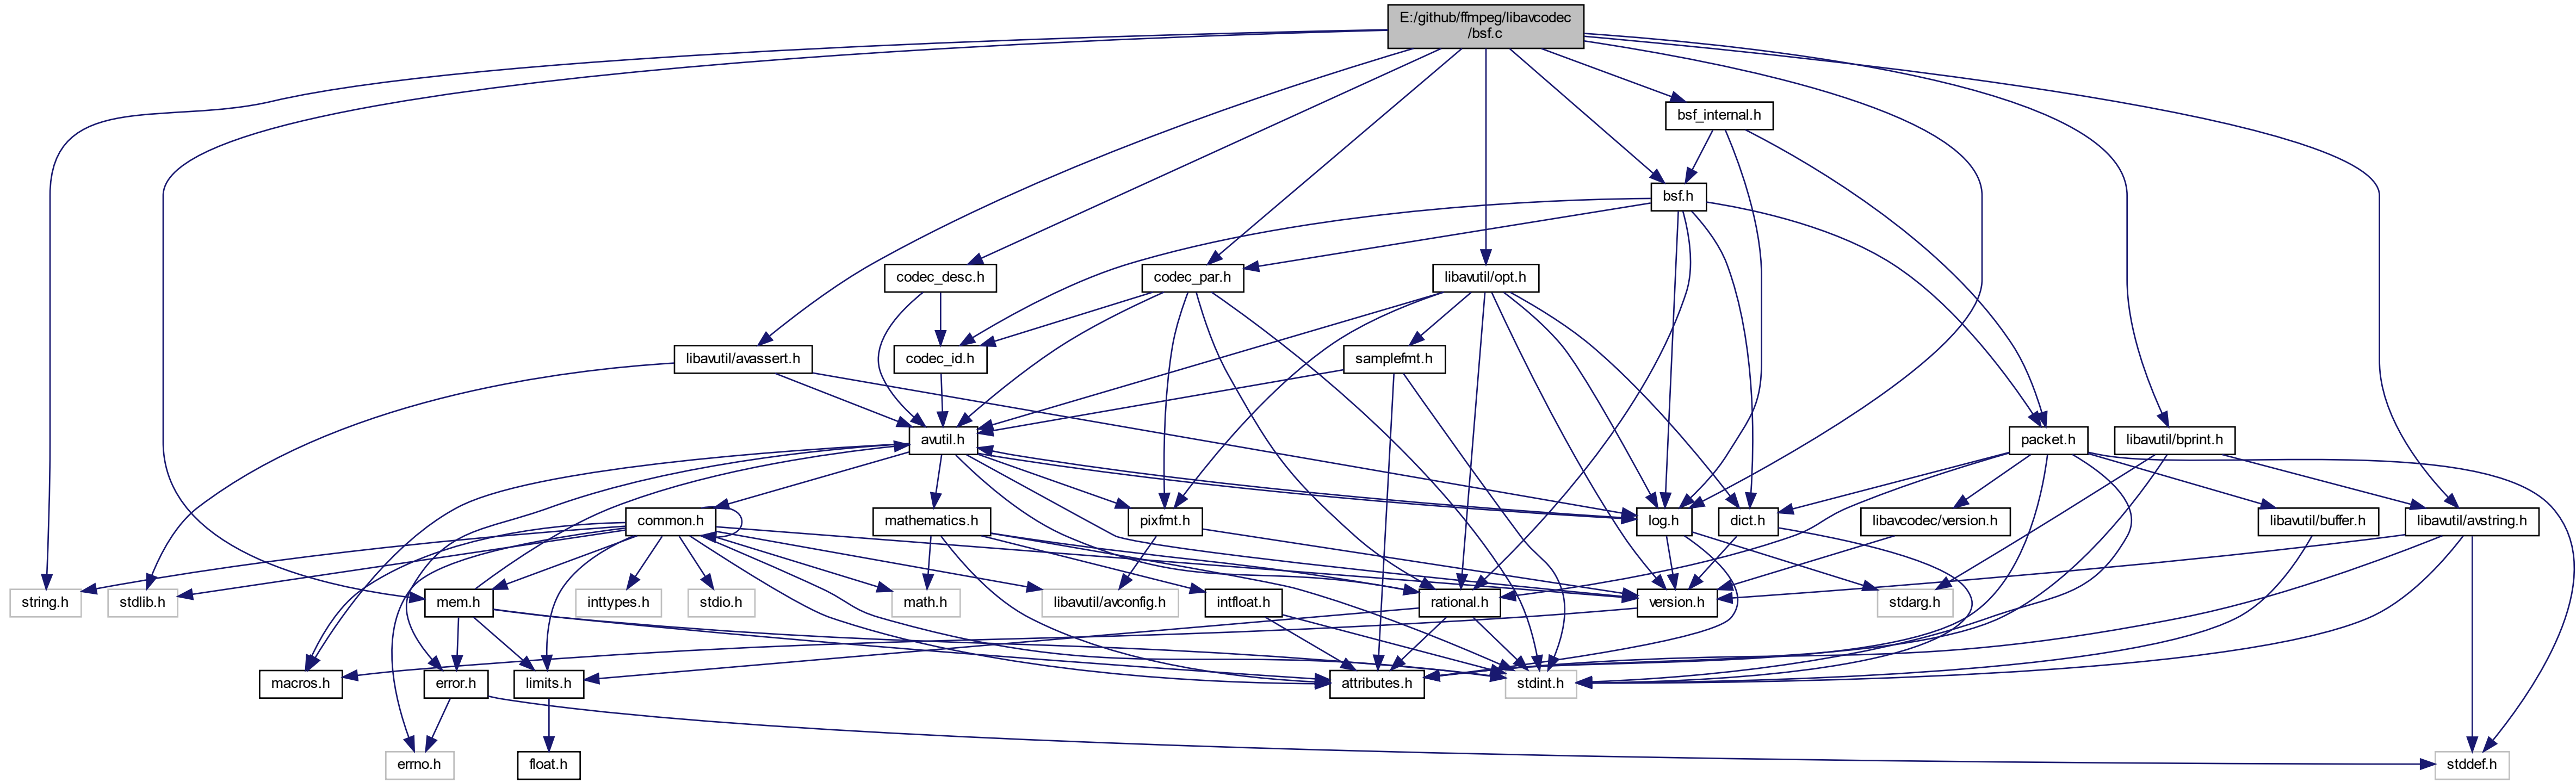 E:/github/ffmpeg/libavcodec
/bsf.c
bsf_internal.h
bsf.h
codec_desc.h
codec_par.h
libavutil/opt.h
libavutil/avassert.h
codec_id.h
samplefmt.h
avutil.h
packet.h
libavutil/bprint.h
common.h
mathematics.h
pixfmt.h
log.h
dict.h
libavcodec/version.h
libavutil/buffer.h
libavutil/avstring.h
string.h
stdlib.h
mem.h
inttypes.h
stdio.h
math.h
libavutil/avconfig.h
intfloat.h
rational.h
version.h
stdarg.h
macros.h
error.h
limits.h
attributes.h
stdint.h
errno.h
float.h
stddef.h